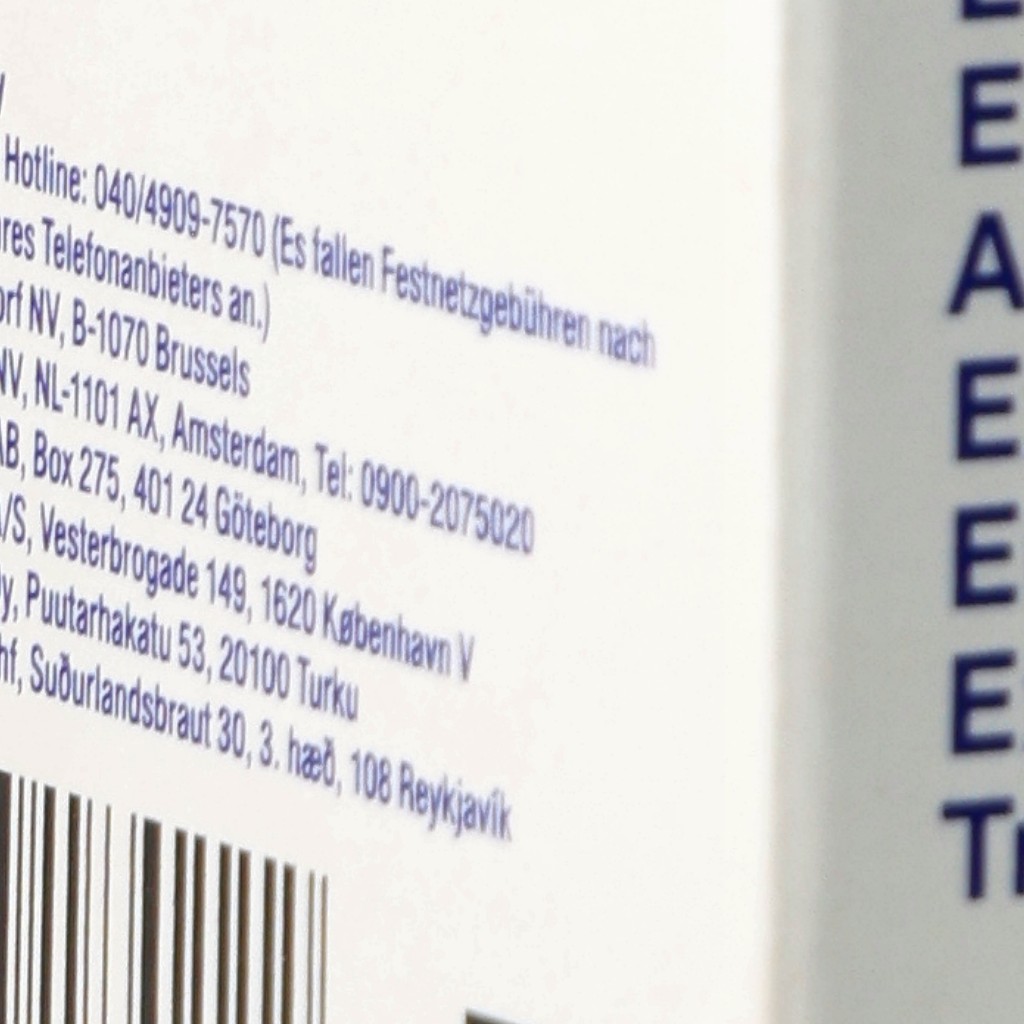 Hotline: 040/4909-7570 (Es fallen Festnetzgebühren nach
res Telefonanbieters an.)
orf NV, B-1070 Brussels
NV, NL-1101 AX, Amsterdam, Tel: 0900-2075020
AB, Box 275, 401 24 Göteborg
A/S, Vesterbrogade 149, 1620 København V
Oy, Puutarhakatu 53, 20100 Turku
hf, Suðurlandsbraut 30, 3. hæð, 108 Reykjavík
E
E
A
E
E
E
Tr